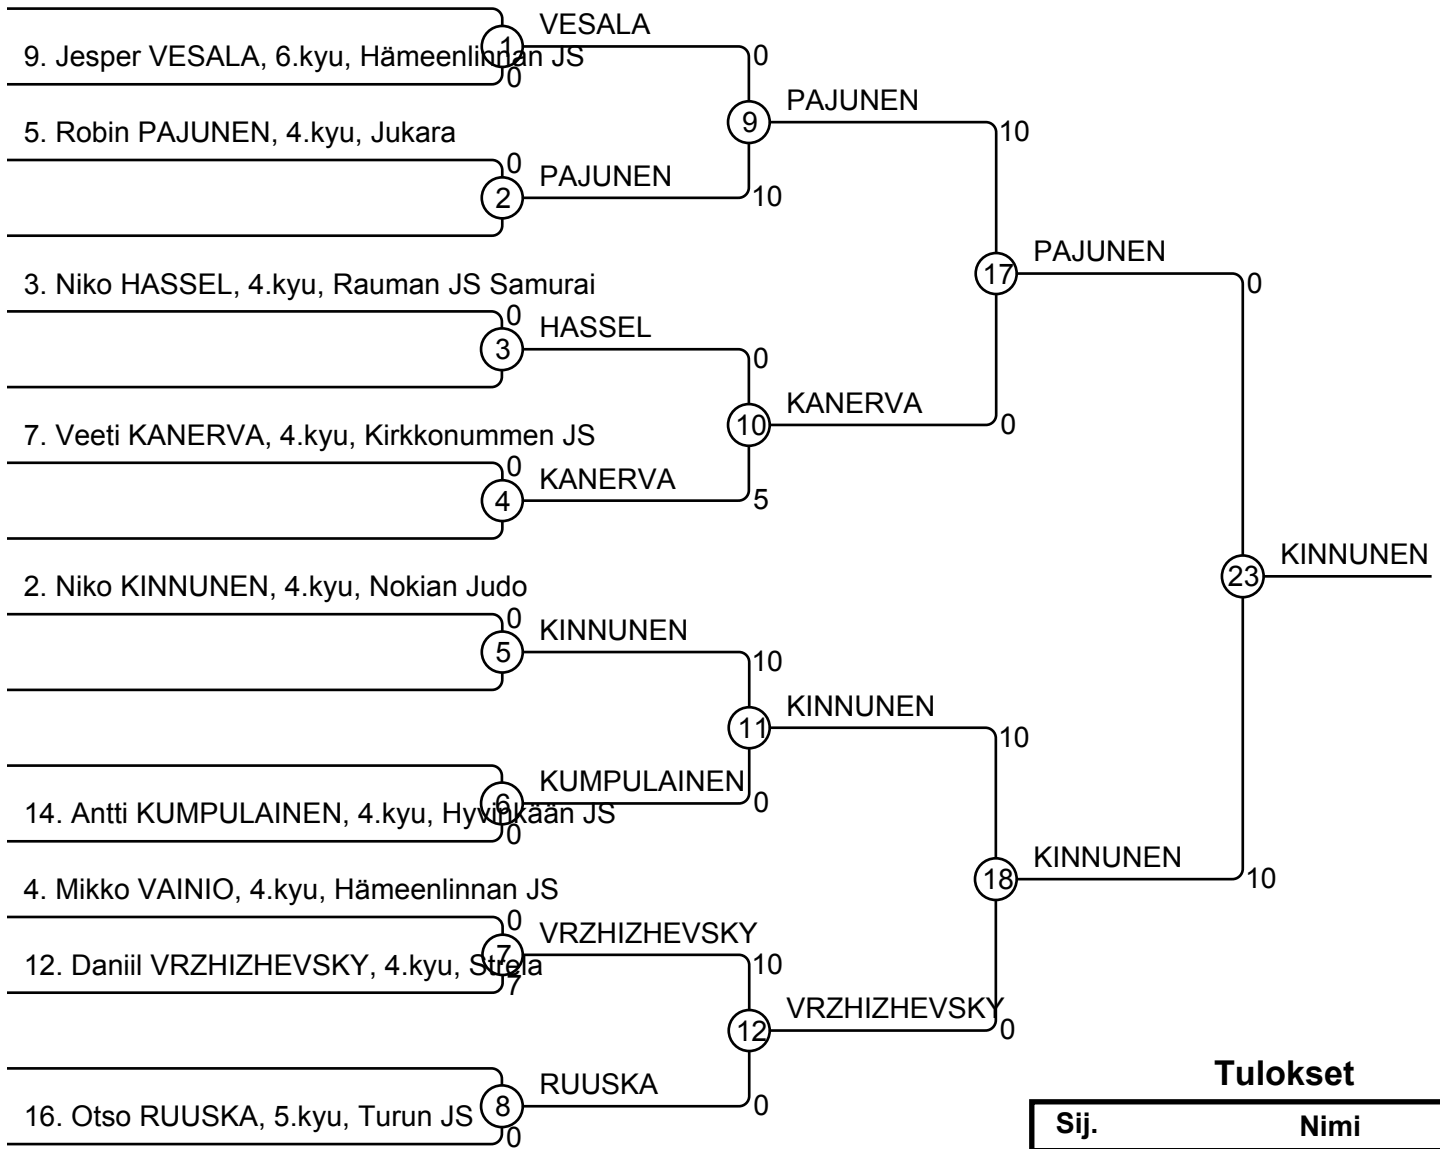 VESALA
1
9. Jesper VESALA, 6.kyu, Hämeenlinnan JS
0
0
PAJUNEN
9
10
5. Robin PAJUNEN, 4.kyu, Jukara
0
PAJUNEN
2
10
PAJUNEN
17
0
3. Niko HASSEL, 4.kyu, Rauman JS Samurai
0
HASSEL
3
0
KANERVA
10
0
7. Veeti KANERVA, 4.kyu, Kirkkonummen JS
0
KANERVA
4
5
KINNUNEN
23
2. Niko KINNUNEN, 4.kyu, Nokian Judo
0
KINNUNEN
5
10
KINNUNEN
11
10
KUMPULAINEN
6
0
14. Antti KUMPULAINEN, 4.kyu, Hyvinkään JS
0
KINNUNEN
18
10
4. Mikko VAINIO, 4.kyu, Hämeenlinnan JS
0
VRZHIZHEVSKY
7
10
12. Daniil VRZHIZHEVSKY, 4.kyu, Strela
7
VRZHIZHEVSKY
12
0
RUUSKA
8
0
16. Otso RUUSKA, 5.kyu, Turun JS
0
Tulokset
Sij. Nimi